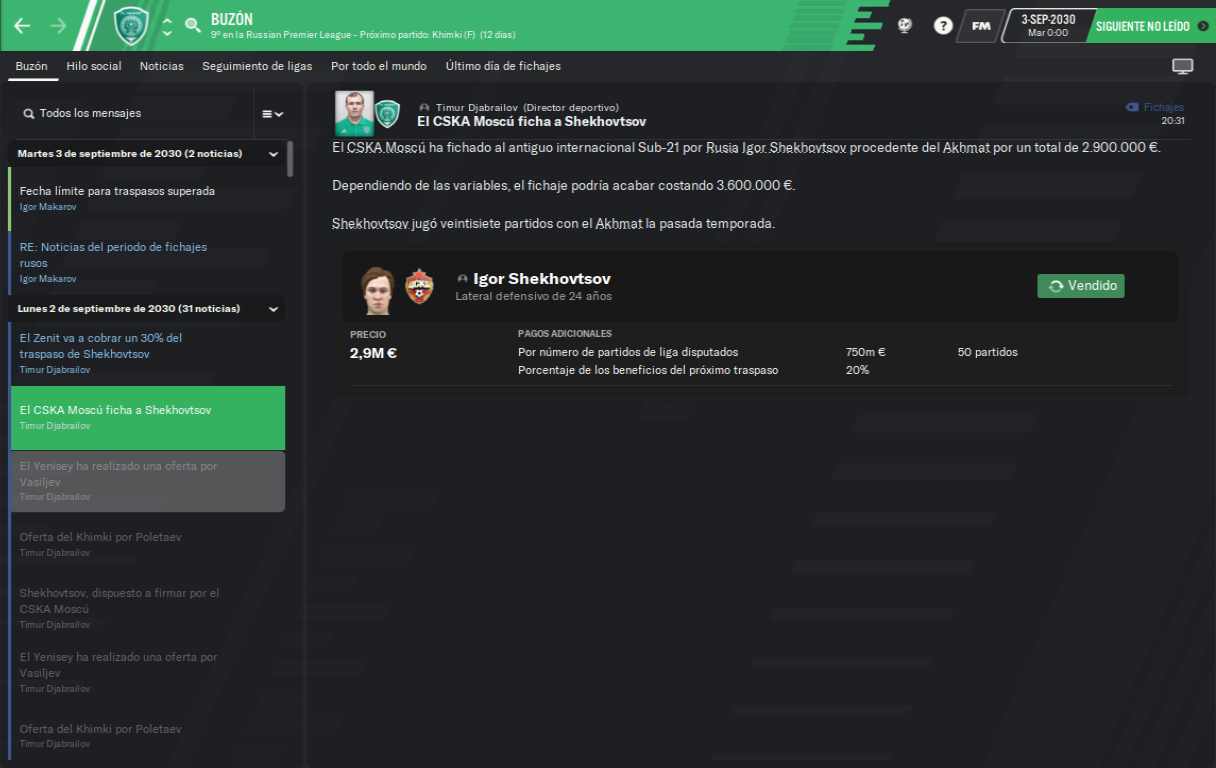 BUZÓN
9º en la Russian Premier League - Próximo partido: Khimki (F) (12 dias)
?
FM
3-SEP-2030
Mar 0:00
SIGUIENTE NO LEÍDO
Buzón Hilo social Noticias Seguimiento de ligas Por todo el mundo Último día de fichajes
Todos los mensajes
Martes 3 de septiembre de 2030 (2 noticias)
Fecha límite para traspasos superada
Igor Makarov
RE: Noticias del periodo de fichajes
rusos
Igor Makarov
Lunes 2 de septiembre de 2030 (31 noticias)
El Zenit va a cobrar un 30% del
traspaso de Shekhovtsov
Timur Djabrailov
El CSKA Moscú ficha a Shekhovtsov
Timur Djabrailov
El Yenisey ha realizado una oferta por
Vasiljev
Timur Djabrailov
Oferta del Khimki por Poletaev
Timur Djabrailov
Shekhovtsov, dispuesto a firmar por el
CSKA Moscú
Timur Djabrailov
El Yenisey ha realizado una oferta por
Vasiljev
Timur Djabrailov
Oferta del Khimki por Poletaev
Timur Djabrailov
Timur Djabrailov (Director deportivo)
El CSKA Moscú ficha a Shekhovtsov
Fichajes
20:31
El CSKA Moscú ha fichado al antiguo internacional Sub-21 por Rusia Igor Shekhovtsov procedente del Akhmat por un total de 2.900.000 €.
Dependiendo de las variables, el fichaje podría acabar costando 3.600.000 €.
Shekhovtsov jugó veintisiete partidos con el Akhmat la pasada temporada.
Igor Shekhovtsov
Lateral defensivo de 24 años
Vendido
PRECIO
2,9M €
PAGOS ADICIONALES
Por número de partidos de liga disputados 750m € 50 partidos
Porcentaje de los beneficios del próximo traspaso 20%